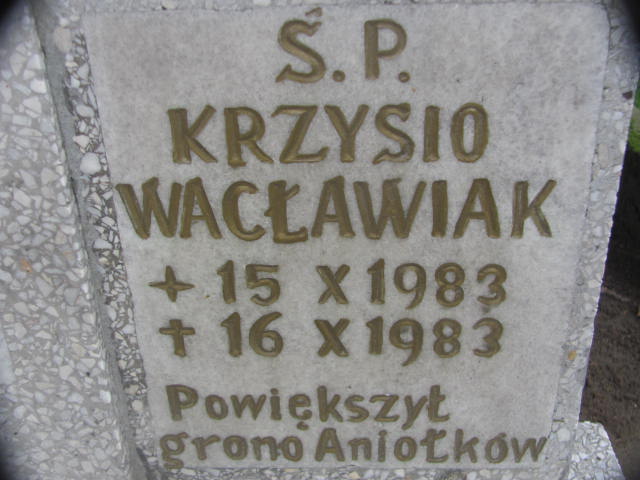 Ś.P.
KRZYSIO
WACŁAWIAK
+ 15 X 1983
✝ 16 X 1983
Powiększył
grono Aniołków